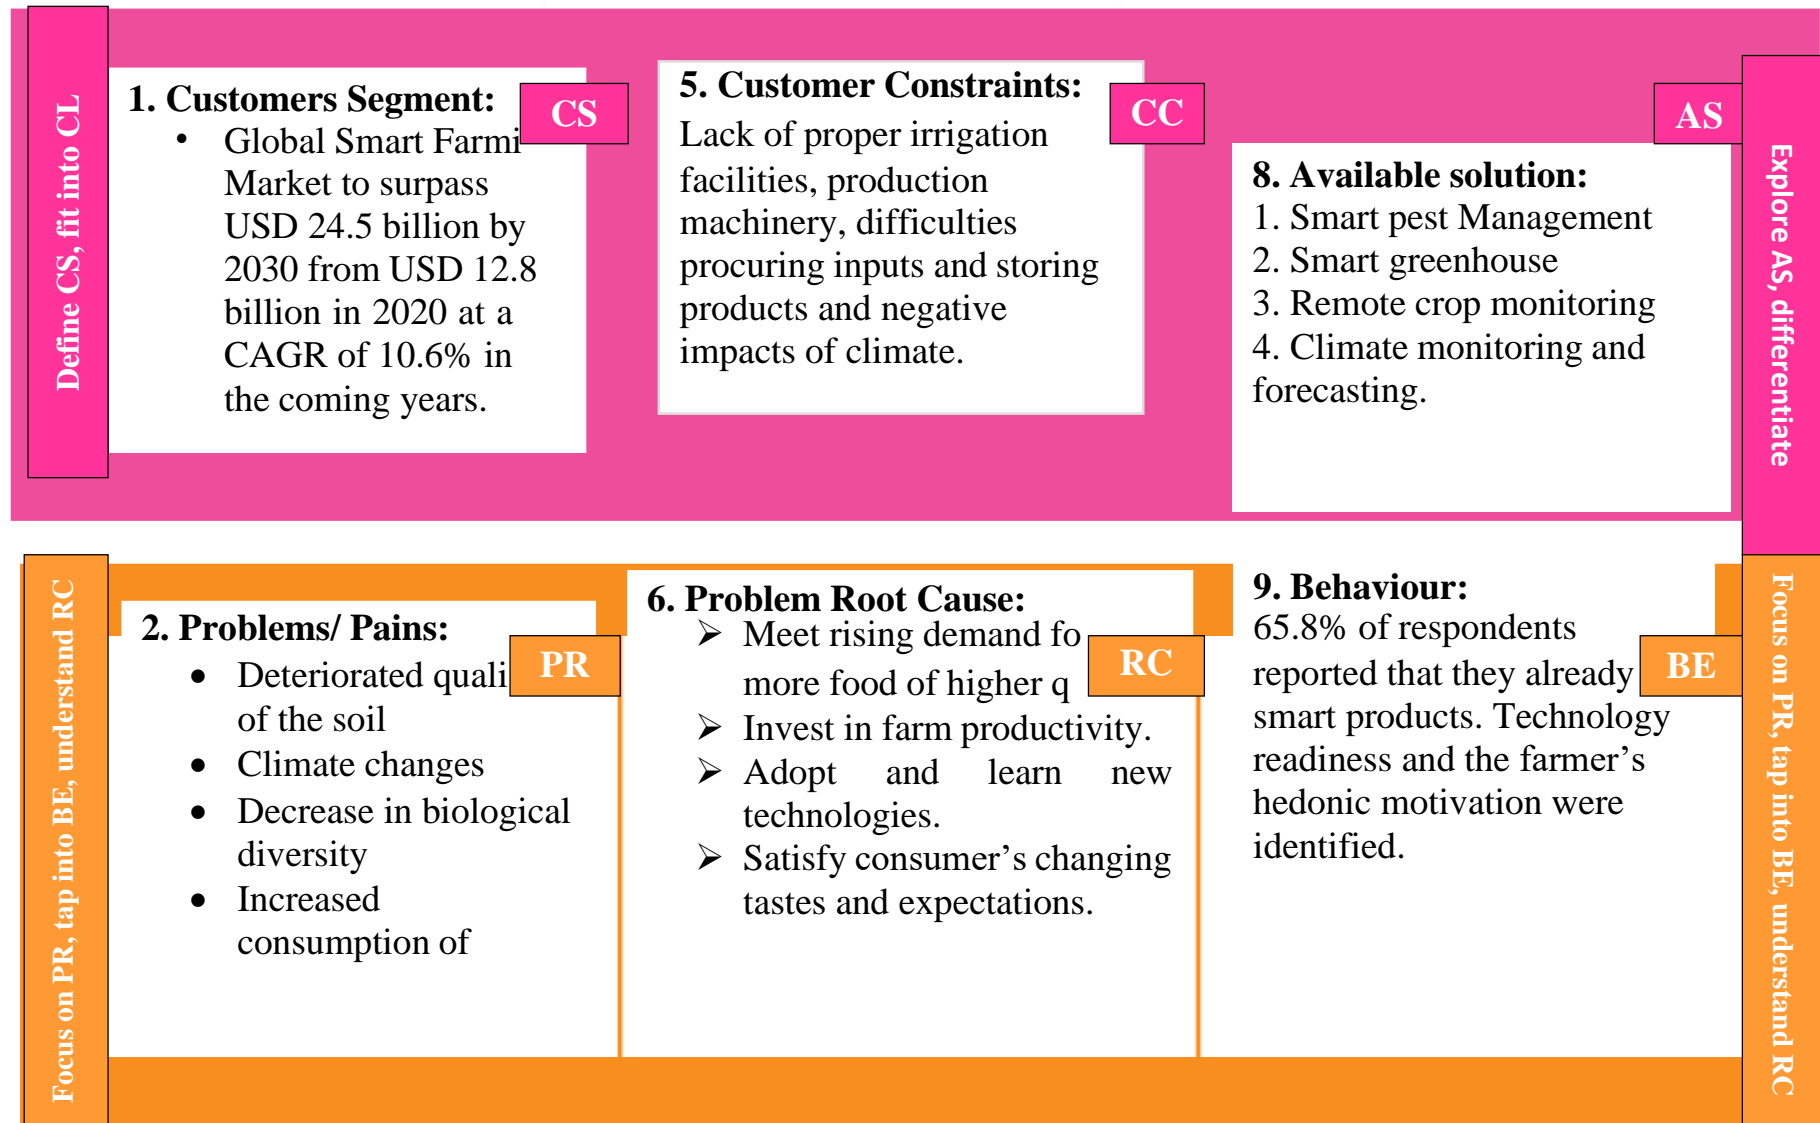 Define CS, fit into CL
1. Customers Segment:
CS
• Global Smart Farmi
Market to surpass
USD 24.5 billion by
2030 from USD 12.8
billion in 2020 at a
CAGR of 10.6% in
the coming years.
5. Customer Constraints:
CC
Lack of proper irrigation
facilities, production
machinery, difficulties
procuring inputs and storing
products and negative
impacts of climate.
AS
8. Available solution:
1. Smart pest Management
2. Smart greenhouse
3. Remote crop monitoring
4. Climate monitoring and
forecasting.
Explore AS, differentiate
Focus on PR, tap into BE, understand RC
2. Problems/ Pains:
PR
• Deteriorated quali
of the soil
• Climate changes
• Decrease in biological
diversity
• Increased
consumption of
6. Problem Root Cause:
RC
➢ Meet rising demand fo
more food of higher q
➢ Invest in farm productivity.
➢ Adopt and learn new
technologies.
➢ Satisfy consumer’s changing
tastes and expectations.
9. Behaviour:
BE
65.8% of respondents
reported that they already
smart products. Technology
readiness and the farmer’s
hedonic motivation were
identified.
Focus on PR, tap into BE, understand RC